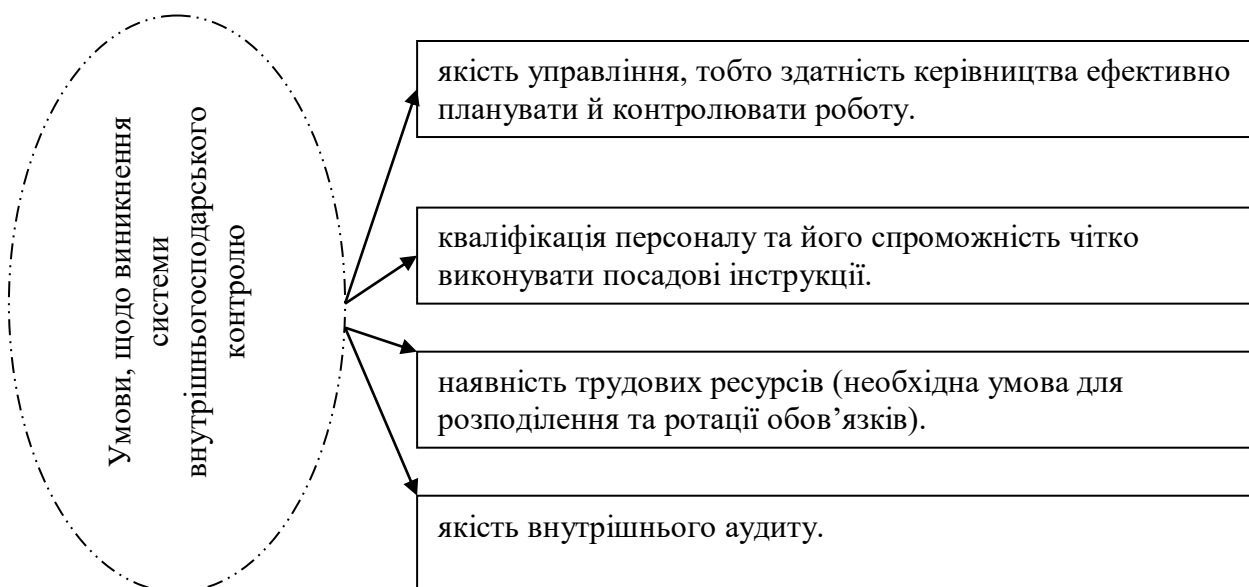 Умови, щодо виникнення
системи
внутрішньогосподарського
контролю
якість управління, тобто здатність керівництва ефективно
планувати й контролювати роботу.
кваліфікація персоналу та його спроможність чітко
виконувати посадові інструкції.
наявність трудових ресурсів (необхідна умова для
розподілення та ротації обов’язків).
якість внутрішнього аудиту.